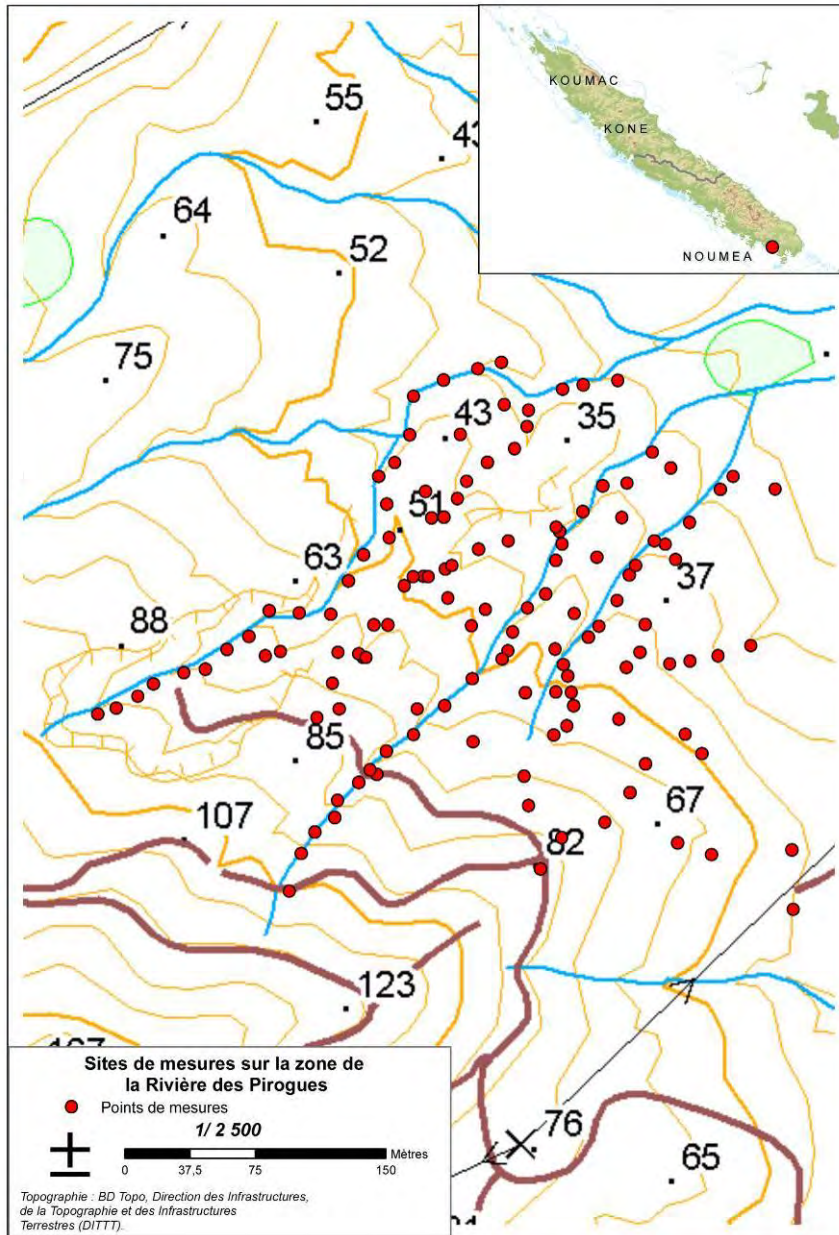 KOUMAC
KONE
NOUMEA
55
43
64
52
75
43
35
51
63
37
88
85
107
67
82
123
76
65
Sites de mesures sur la zone de
la Rivière des Pirogues
Points de mesures
1/ 2 500
Mètres
0 37,5 75 150
Topographie : BD Topo, Direction des Infrastructures,
de la Topographie et des Infrastructures
Terrestres (DITTT).